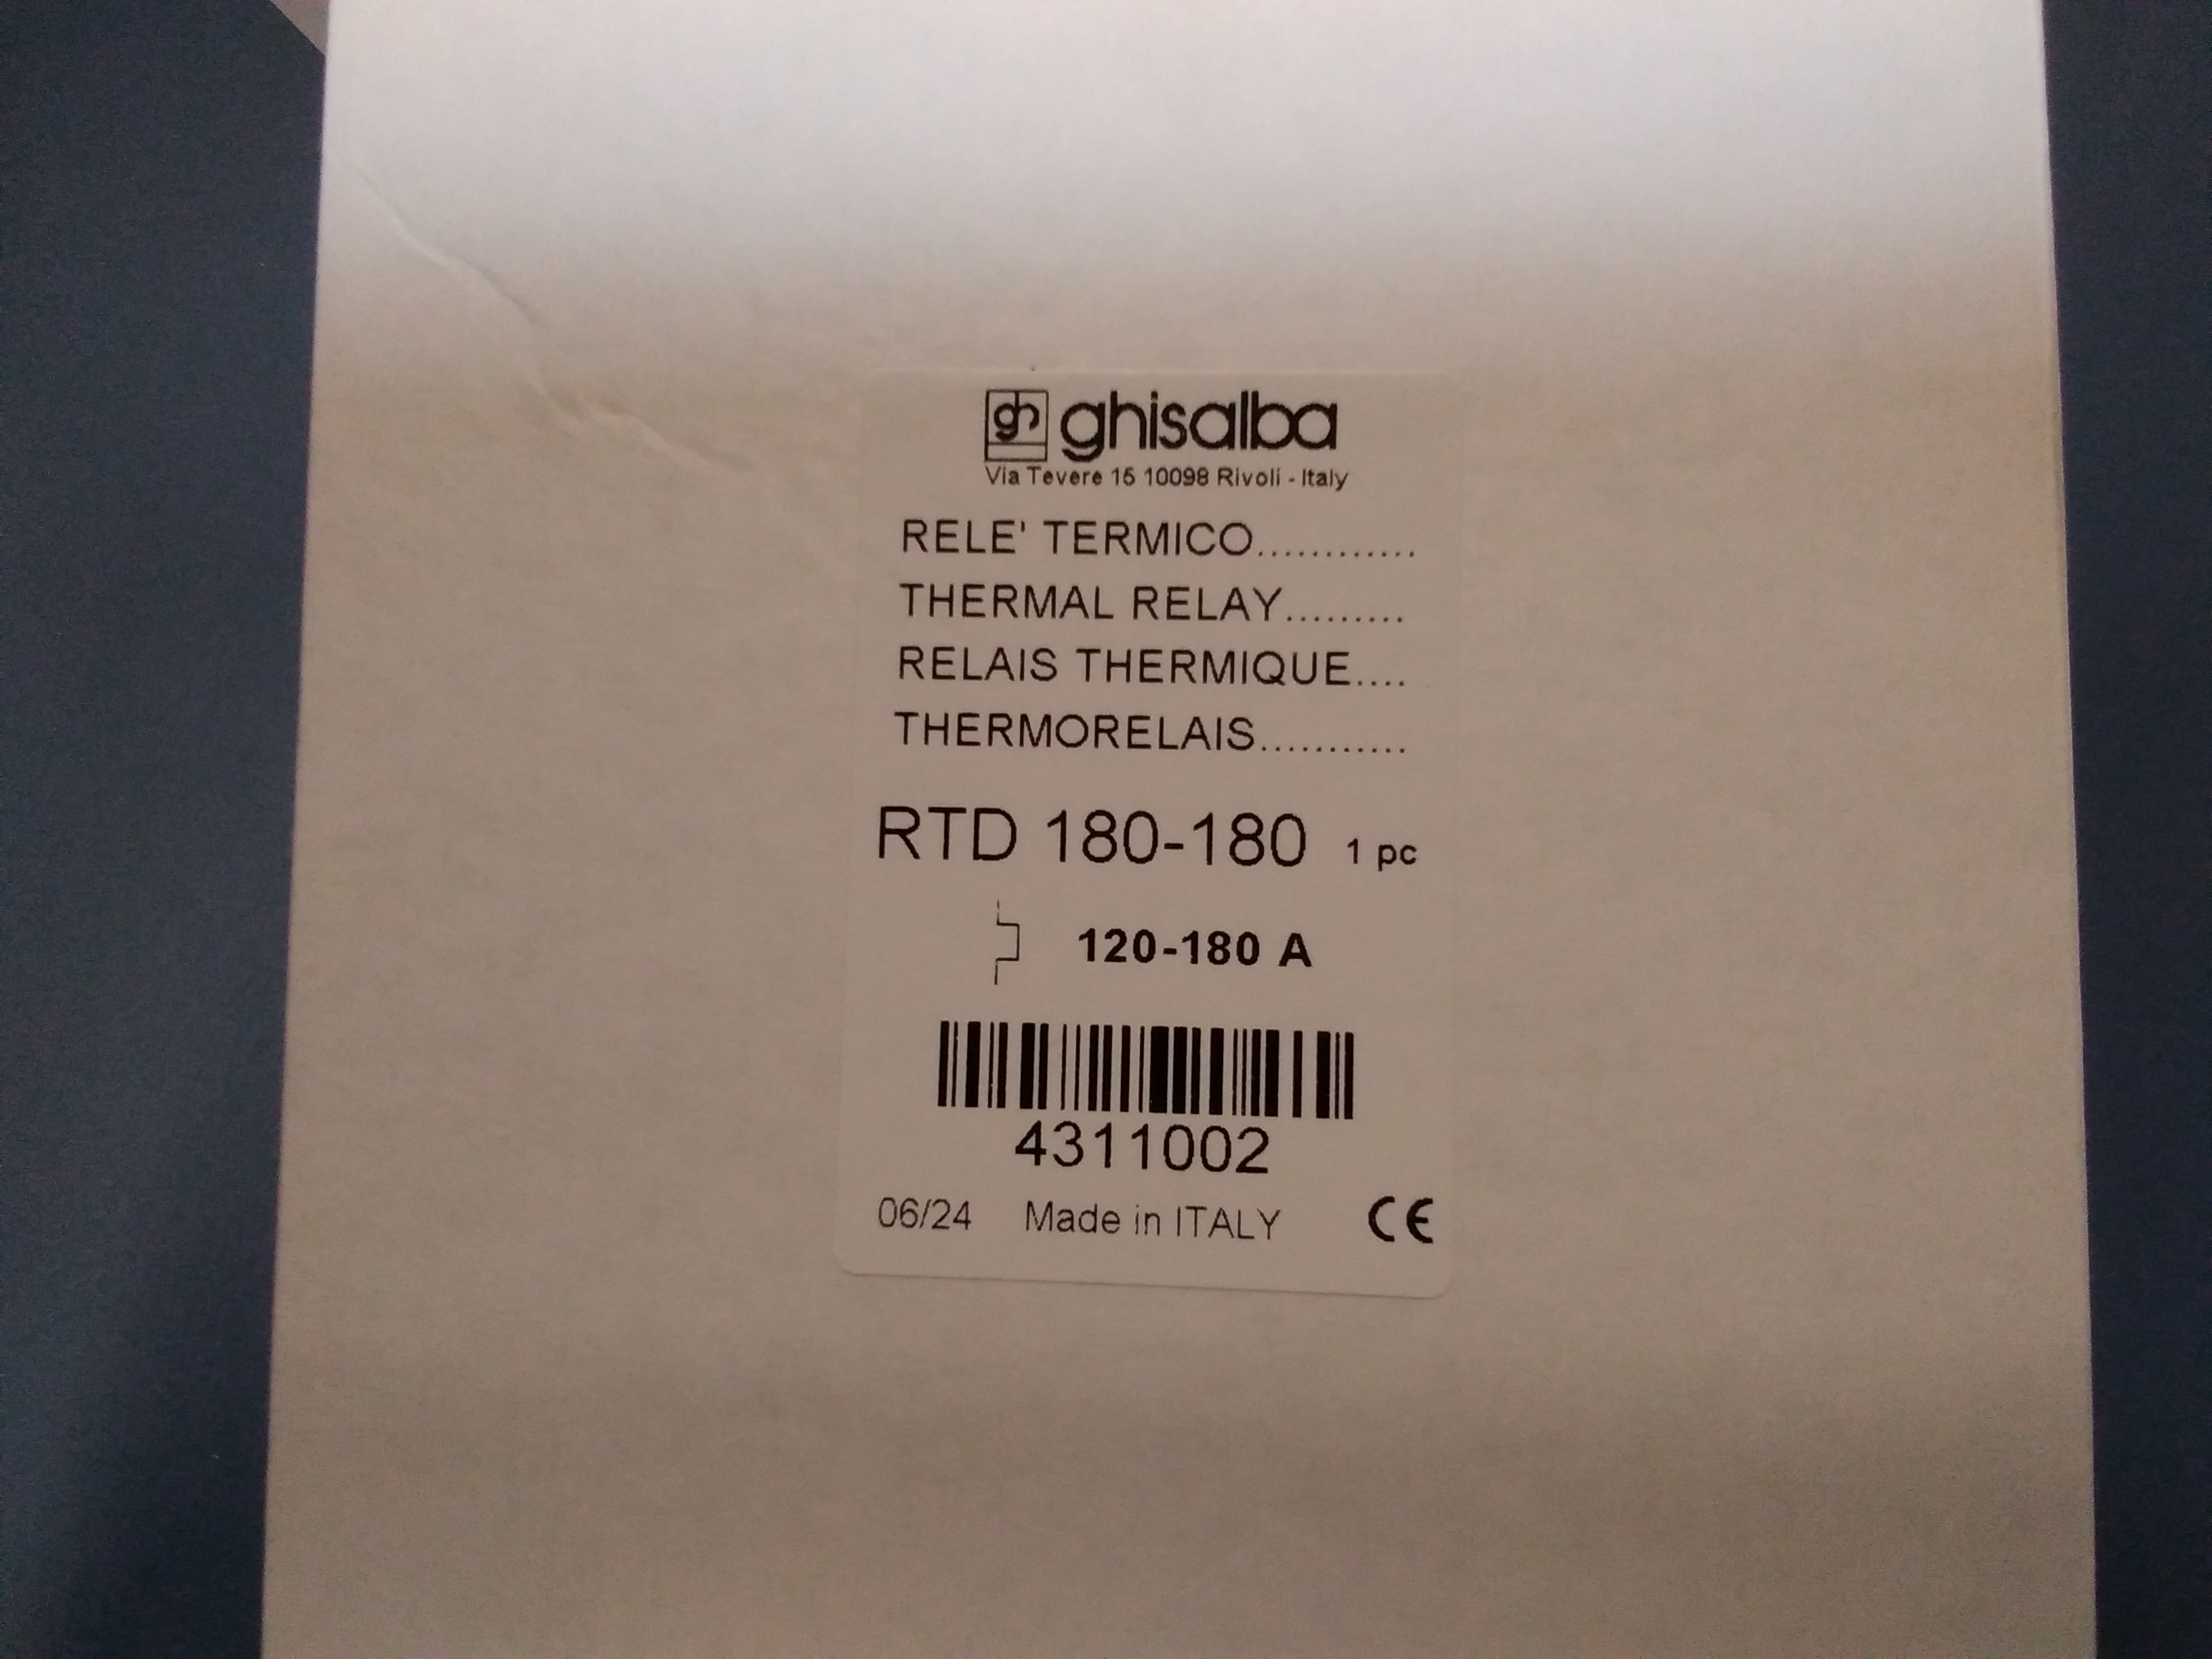 gh ghisalba
Via Tevere 15 10098 Rivoli - Italy
RELE' TERMICO............
THERMAL RELAY.........
RELAIS THERMIQUE....
THERMORELAIS...........
RTD 180-180 1 pc
120-180 A
4311002
06/24 Made in ITALY CE